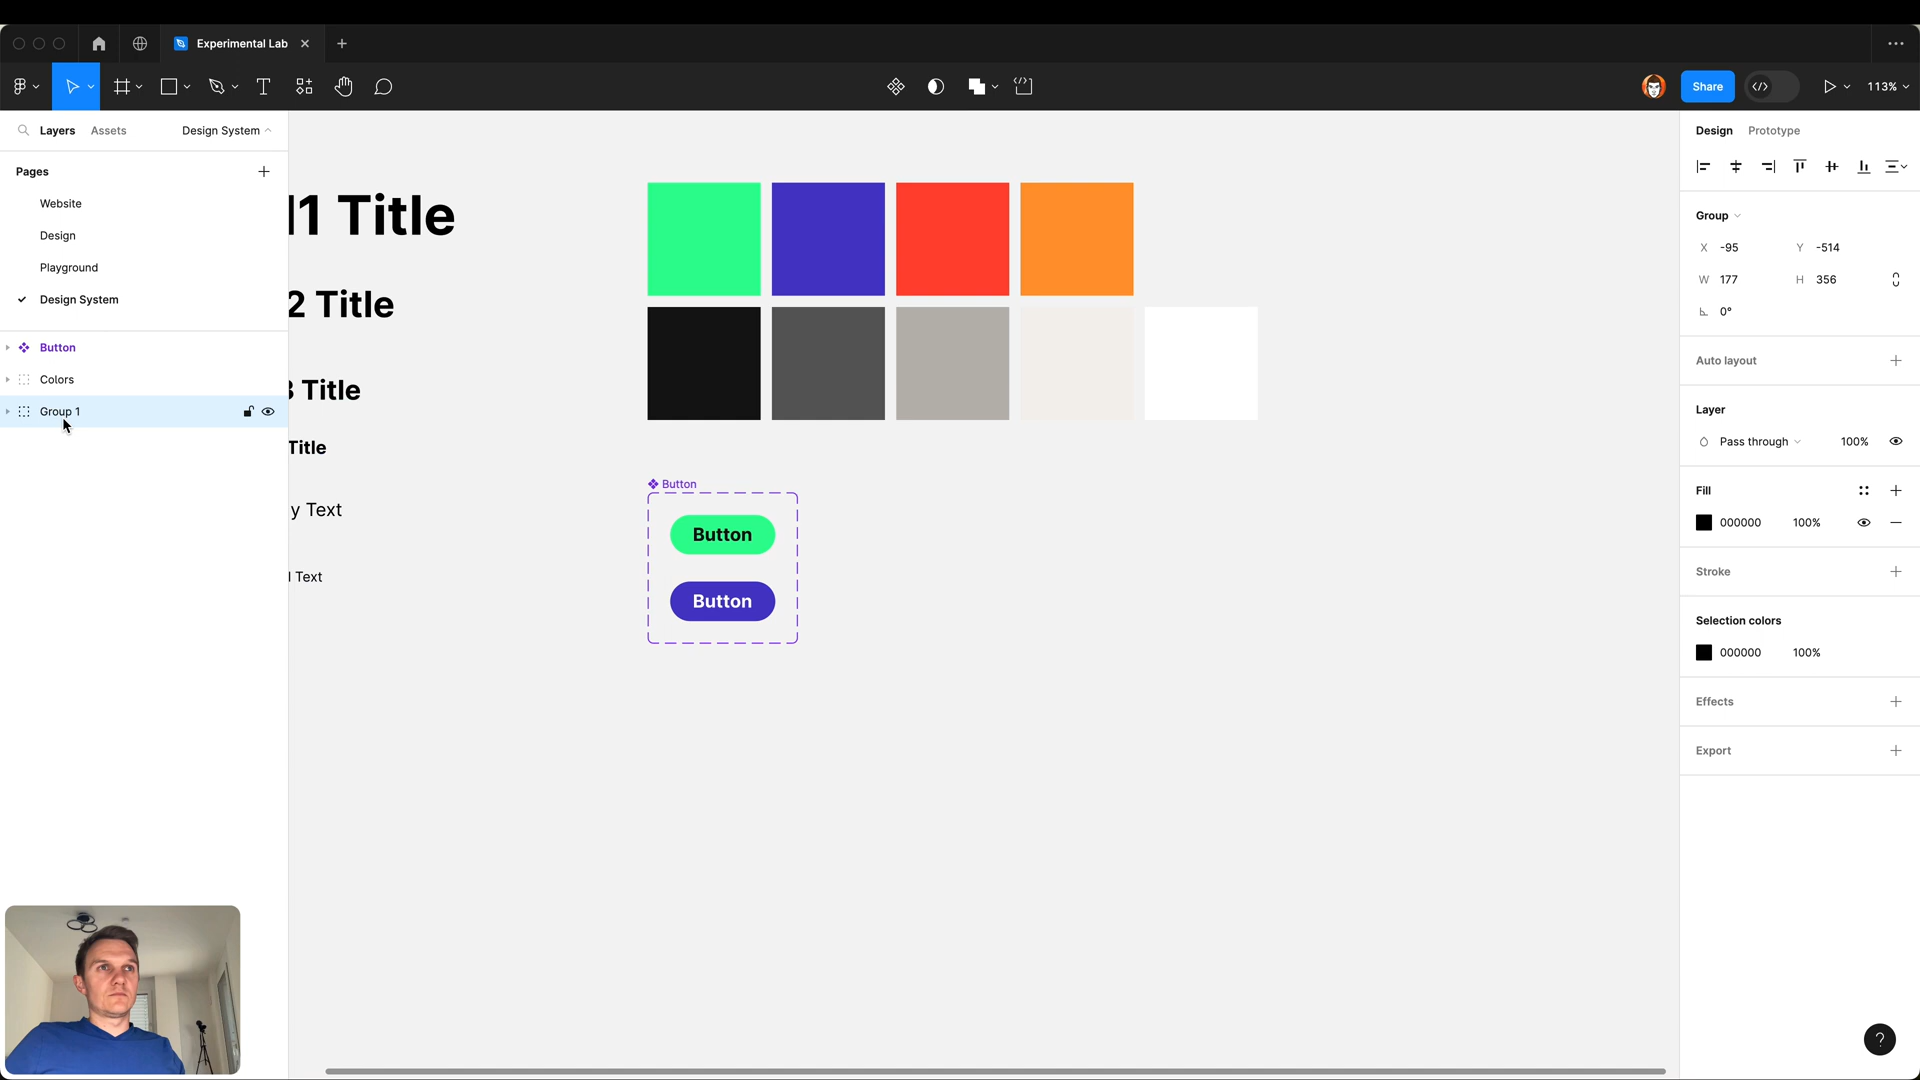 Experimental Lab
Share
113%
Layers
Assets
Design System
Pages
Website
Design
Playground
Design System
Button
Colors
Group 1
1 Title
2 Title
3 Title
Title
y Text
l Text
Button
Button
Button
Design
Prototype
Group
X -95
Y -514
W 177
H 356
0°
Auto layout
Layer
Pass through
100%
Fill
000000
100%
Stroke
Selection colors
000000
100%
Effects
Export
?